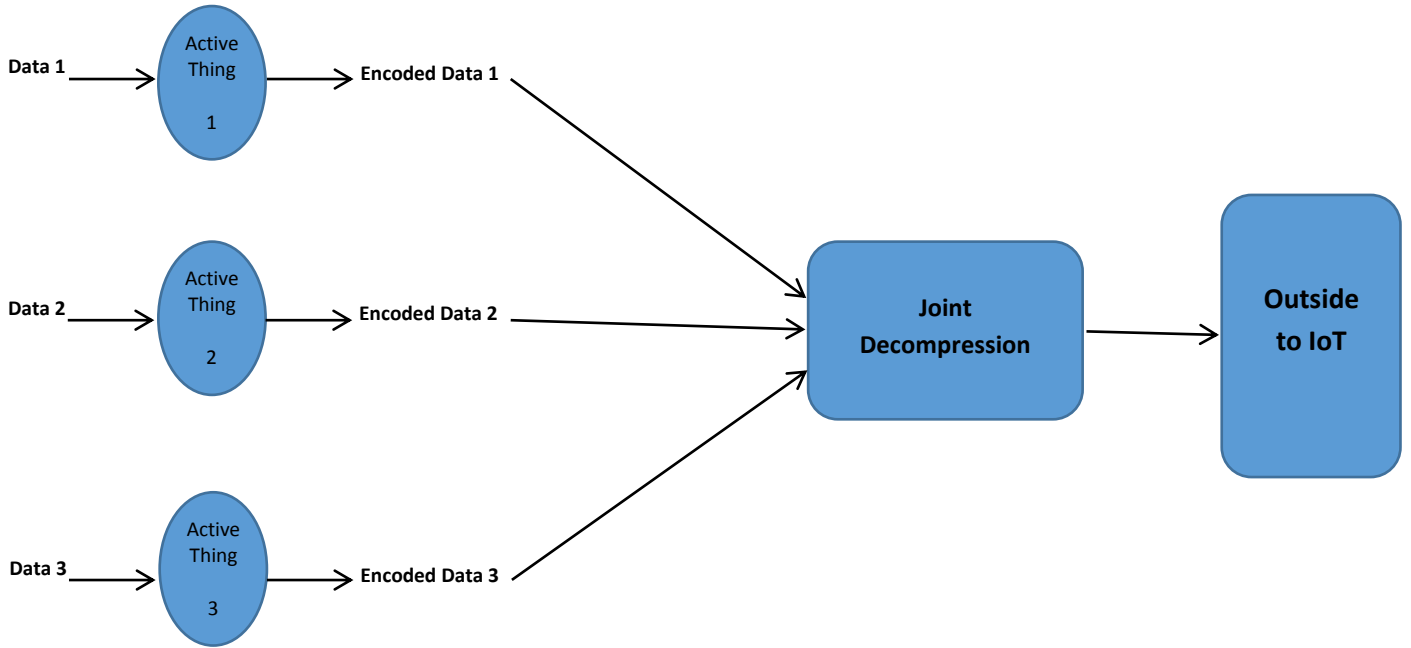 Data 1
Active
Thing
1
Encoded Data 1
Data 2
Active
Thing
2
Encoded Data 2
Data 3
Active
Thing
3
Encoded Data 3
Joint
Decompression
Outside
to IoT